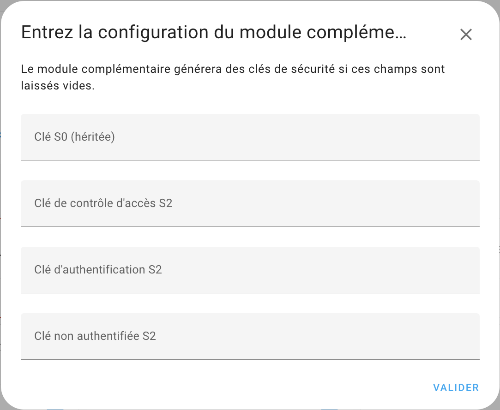 Entrez la configuration du module compléme...
Le module complémentaire générera des clés de sécurité si ces champs sont
laissés vides.
Clé S0 (héritée)
Clé de contrôle d'accès S2
Clé d'authentification S2
Clé non authentifiée S2
VALIDER